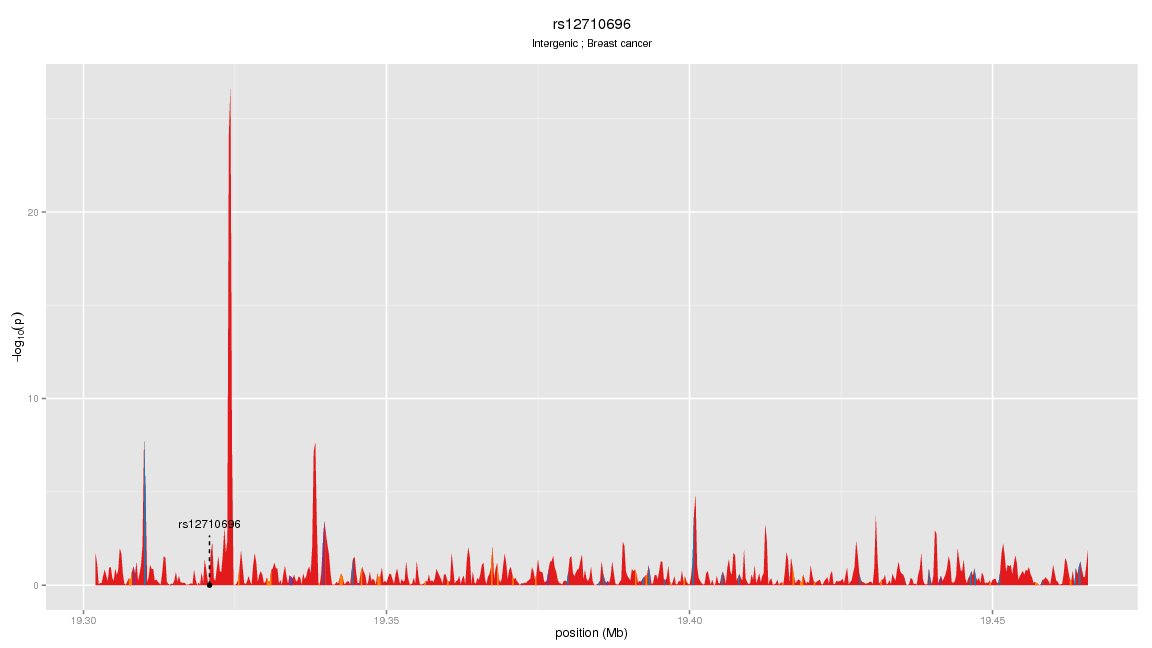 rs12710696
Intergenic ; Breast cancer
−log10(p)
20
10
0
rs12710696
19.30
19.35
19.40
19.45
position (Mb)